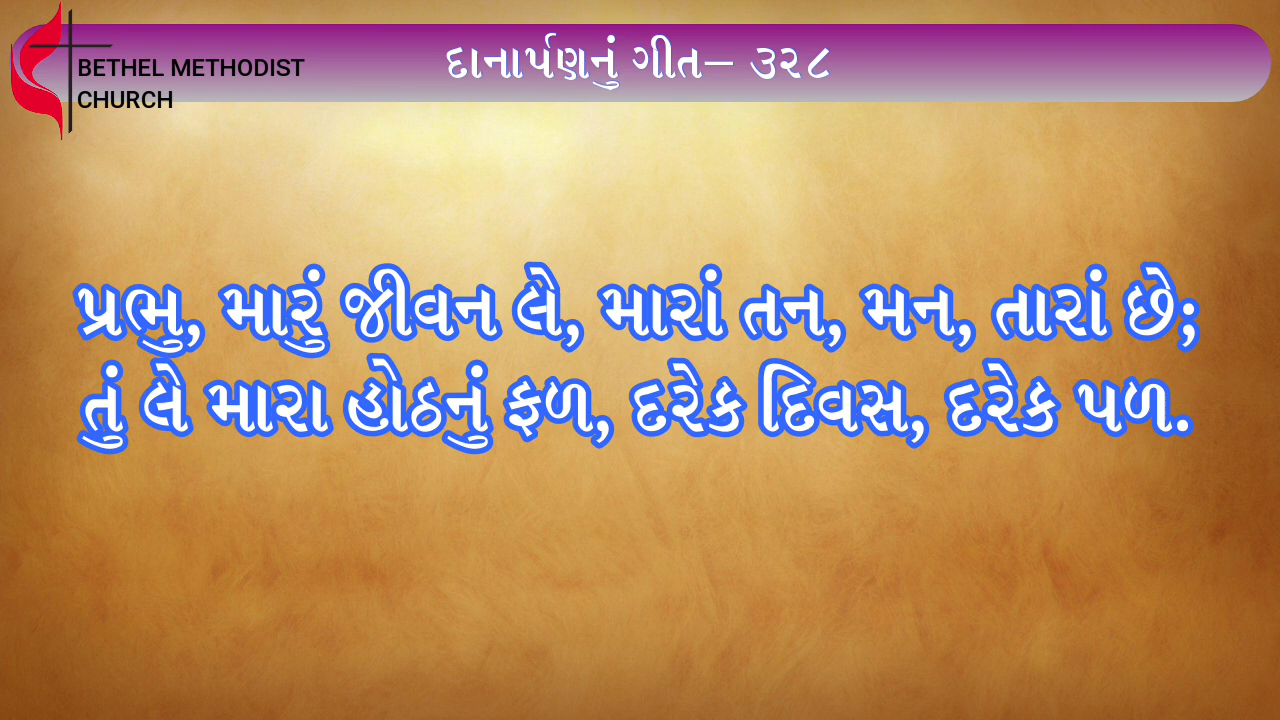 BETHEL METHODIST
CHURCH
દાનાર્પણનું ગીત– ૩૨૮
પ્રભુ, મારું જીવન લે, મારાં તન, મન, તારાં છે;
તું લે મારા હોઠનું ફળ, દરેક દિવસ, દરેક પળ.